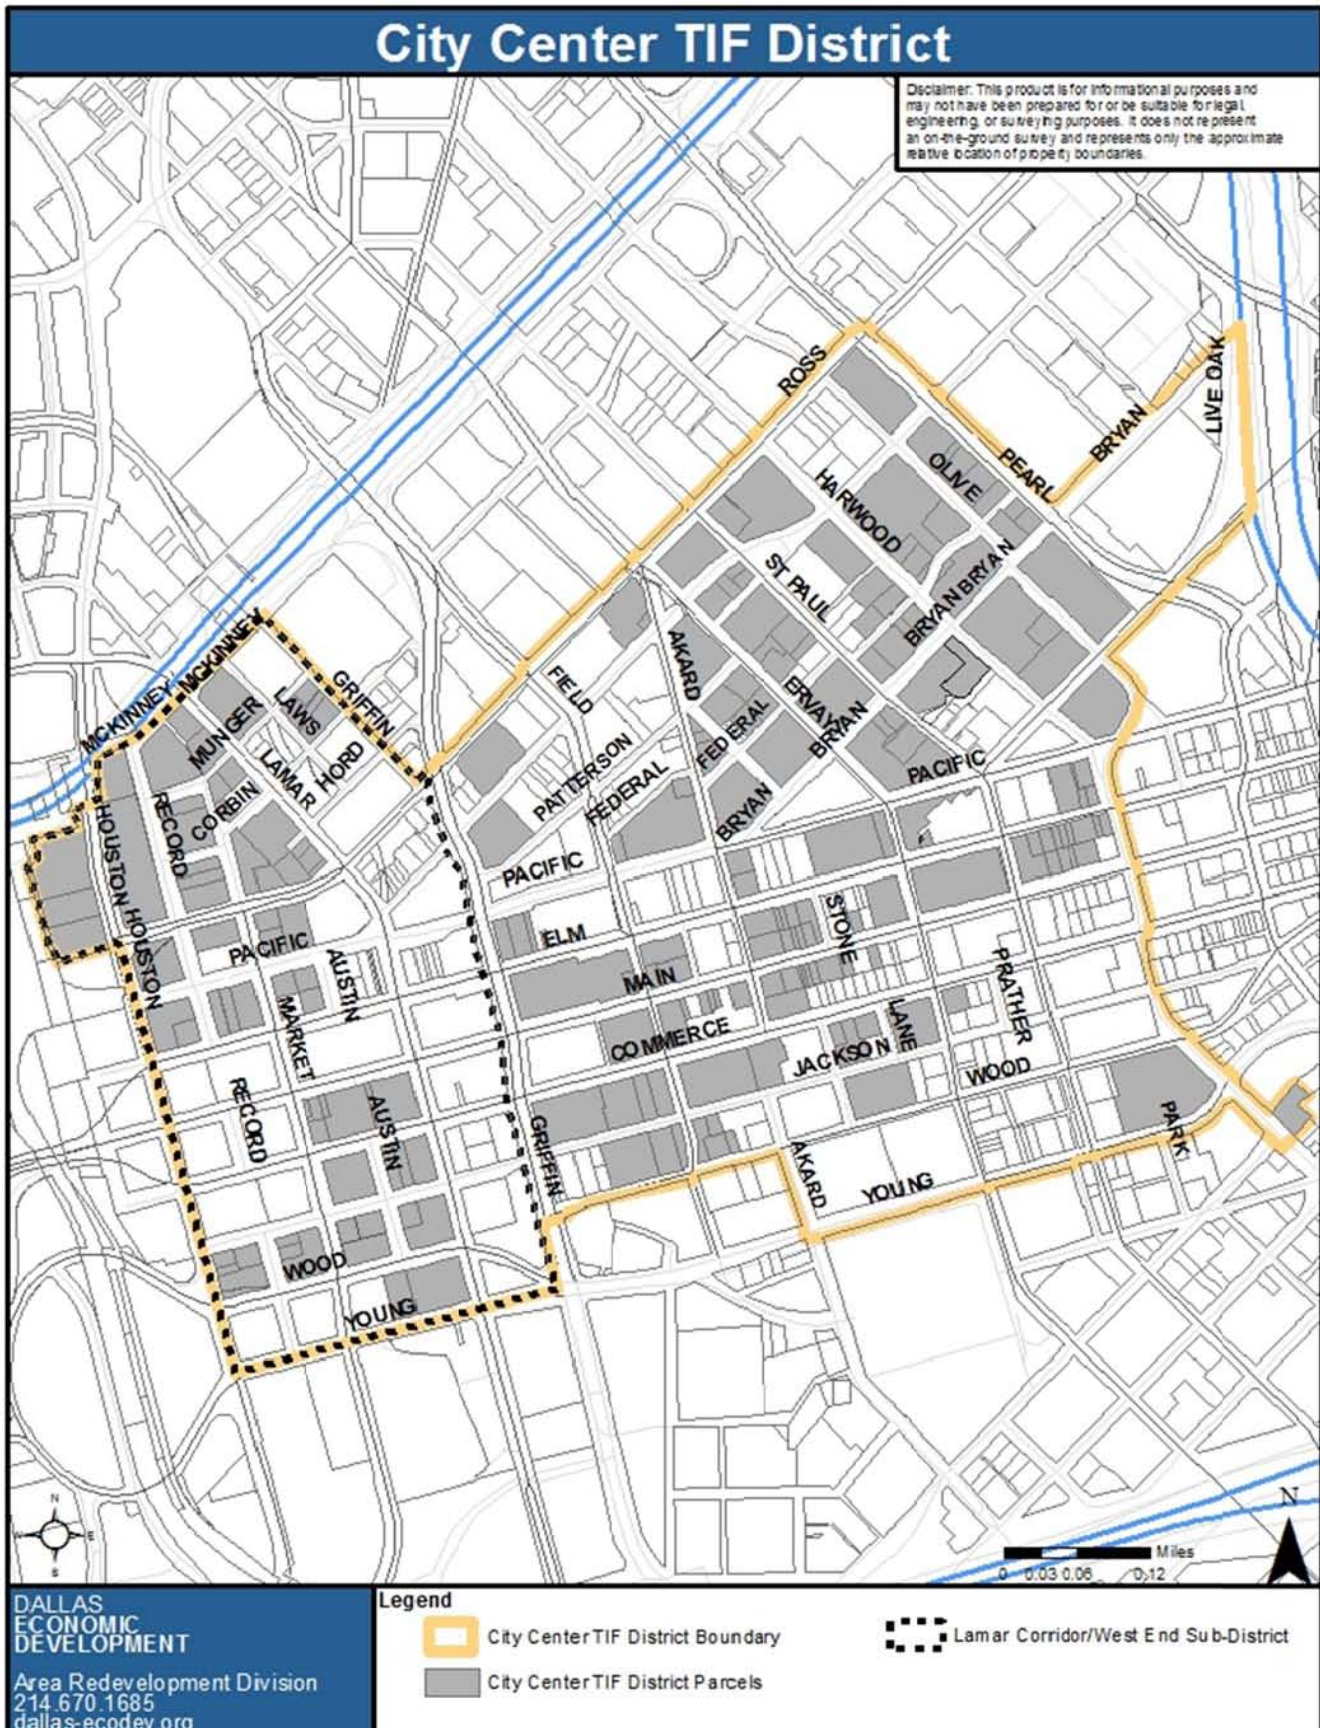 City Center TIF District
Disclaimer: This product is for informational purposes and
may not have been prepared for or be suitable for legal,
engineering, or surveying purposes. It does not represent
an on-the-ground survey and represents only the approximate
relative location of property boundaries.
ROSS
LIVE OAK
BRYAN
PEARL
OLIVE
HARWOOD
ST PAUL
BRYAN
BRYAN
AKARD
ERVAY
BRYAN
FEDERAL
FIELD
PATTERSON
FEDERAL
BRYAN
PACIFIC
MCKINNEY
MCKINNEY
GRIFFIN
LAWS
MUNGER
LAMAR
HORD
CORBIN
RECORD
HOUSTON
HOUSTON
PACIFIC
PACIFIC
AUSTIN
MARKET
ELM
MAIN
STONE
COMMERCE
LANE
PRATHER
JACKSON
WOOD
RECORD
AUSTIN
GRIFFIN
AKARD
YOUNG
PARK
WOOD
YOUNG
N
W
E
S
N
Miles
0 0.03 0.06 0.12
DALLAS
ECONOMIC
DEVELOPMENT
Area Redevelopment Division
214.670.1685
dallas-ecodev.org
Legend
City Center TIF District Boundary
Lamar Corridor/West End Sub-District
City Center TIF District Parcels